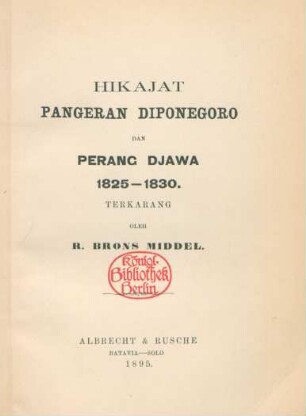 HIKAJAT
PANGERAN DIPONEGORO
DAN
PERANG DJAWA
1825—1830.
TERKARANG
OLEH
R. BRONS MIDDEL.
Königl.
Bibliothek
Berlin.
ALBRECHT & RUSCHE
BATAVIA—SOLO
1895.